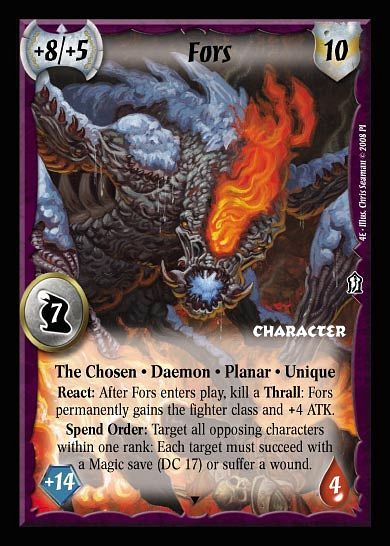 +8/+5
Fors
10
4E · Illus. Chris Seaman © 2008 PI
7
CHARACTER
The Chosen • Daemon • Planar • Unique
React: After Fors enters play, kill a Thrall: Fors
permanently gains the fighter class and +4 ATK.
Spend Order: Target all opposing characters
within one rank: Each target must succeed with
a Magic save (DC 17) or suffer a wound.
+14
4